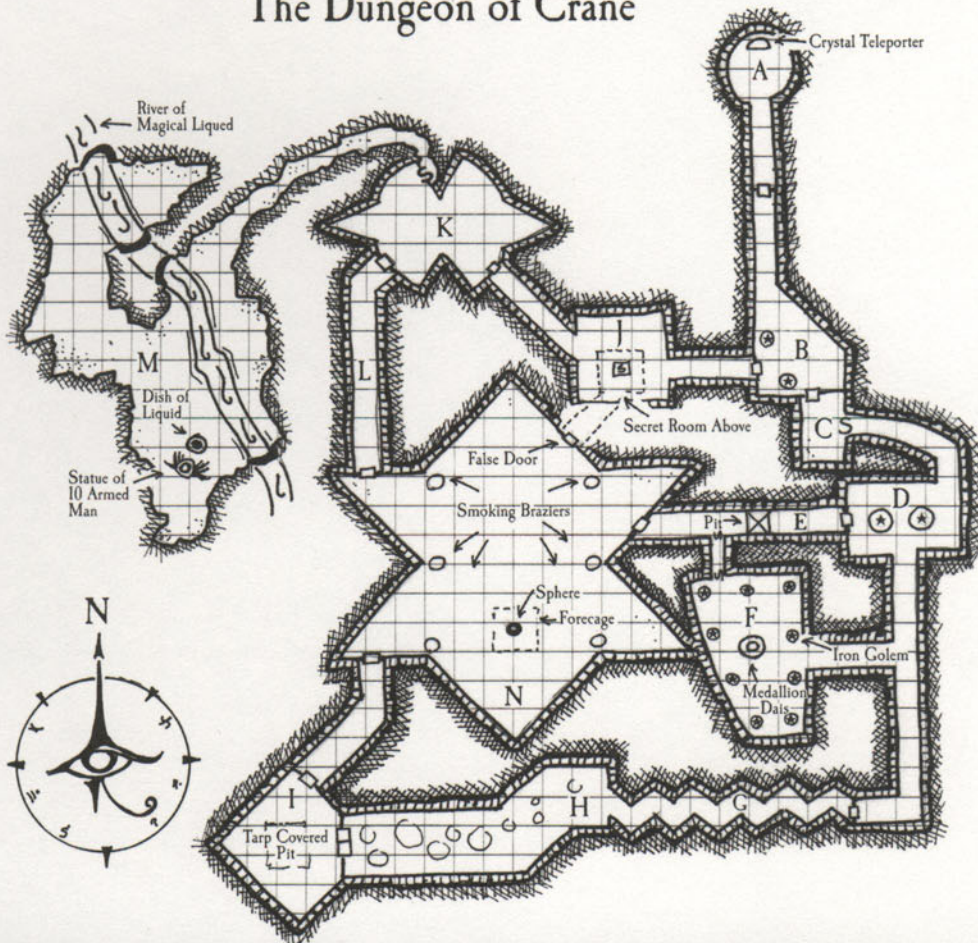 The Dungeon of Crane
Crystal Teleporter
A
River of
Magical Liqued
K
B
J
L
M
Dish of
Liquid
Secret Room Above
C
S
False Door
Statue of
10 Armed
Man
Smoking Braziers
D
Pit
E
N
Sphere
Forecage
F
Iron Golem
Medallion
Dais
N
I
H
G
Tarp Covered
Pit